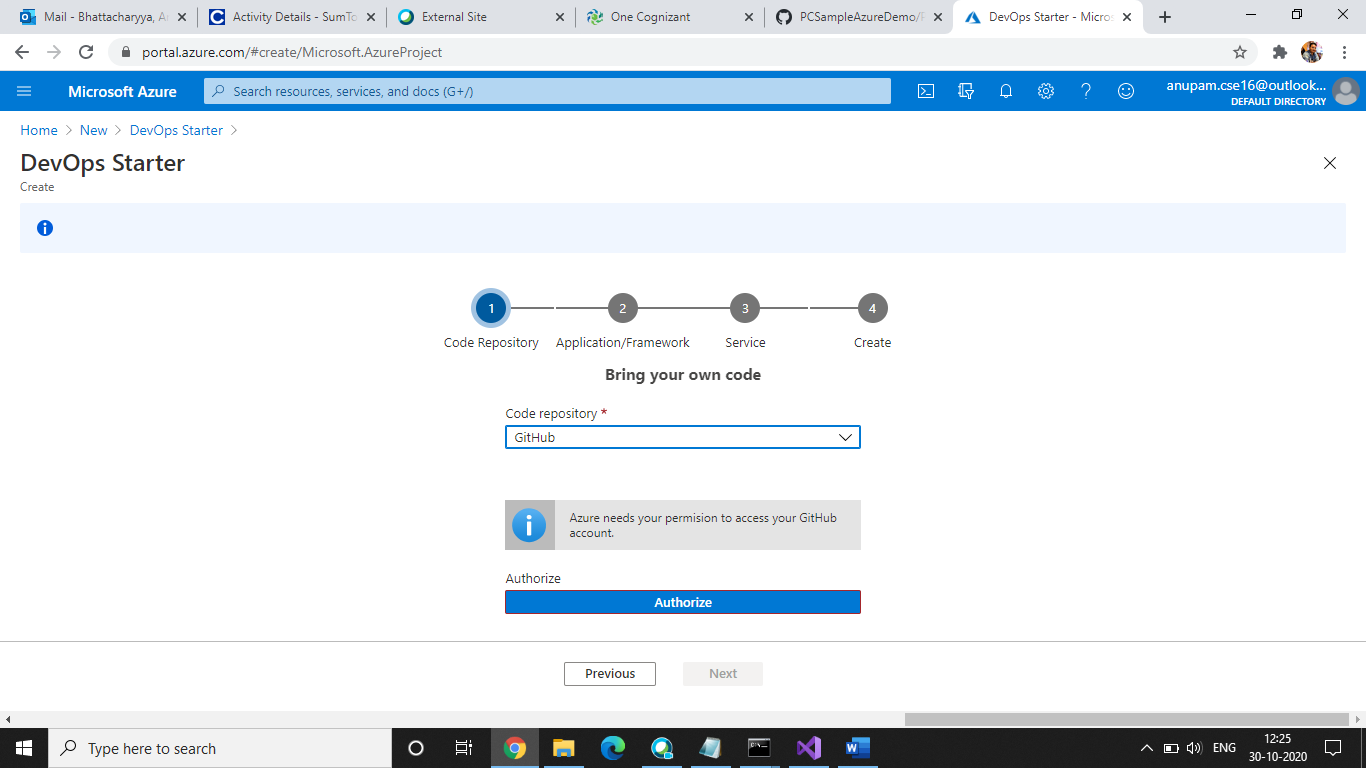 Mail - Bhattacharyya, A
Activity Details - SumTo
External Site
One Cognizant
PCSampleAzureDemo/
DevOps Starter - Micros
portal.azure.com/#create/Microsoft.AzureProject
Microsoft Azure
Search resources, services, and docs (G+/)
anupam.cse16@outlook...
DEFAULT DIRECTORY
Home > New > DevOps Starter >
DevOps Starter
Create
1 2 3 4
Code Repository Application/Framework Service Create
Bring your own code
Code repository *
GitHub
Azure needs your permision to access your GitHub
account.
Authorize
Authorize
Previous Next
Type here to search
ENG
12:25
30-10-2020